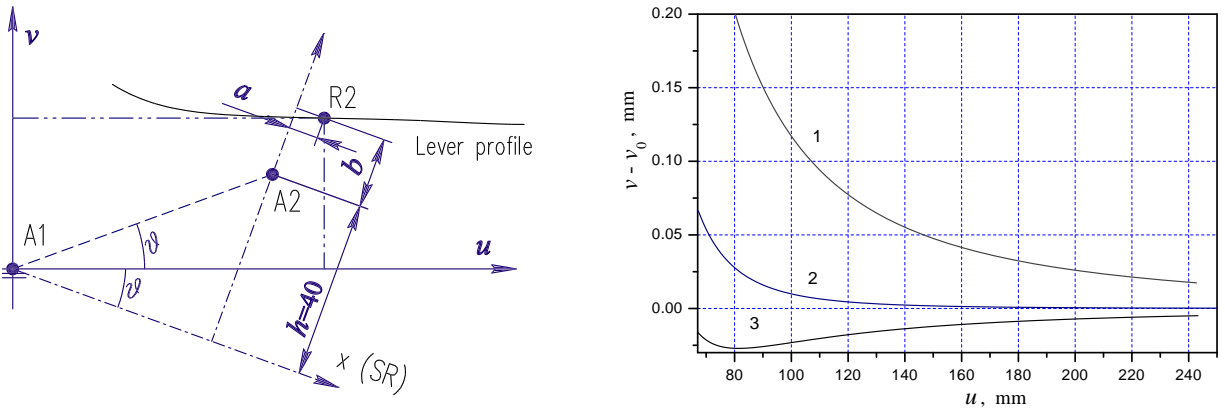 v
a
R2
Lever profile
b
A2
A1
ϑ
u
ϑ
h=40
x (SR)
0.20
0.15
0.10
0.05
0.00
v - v₀ , mm
1
2
3
80 100 120 140 160 180 200 220 240
u, mm